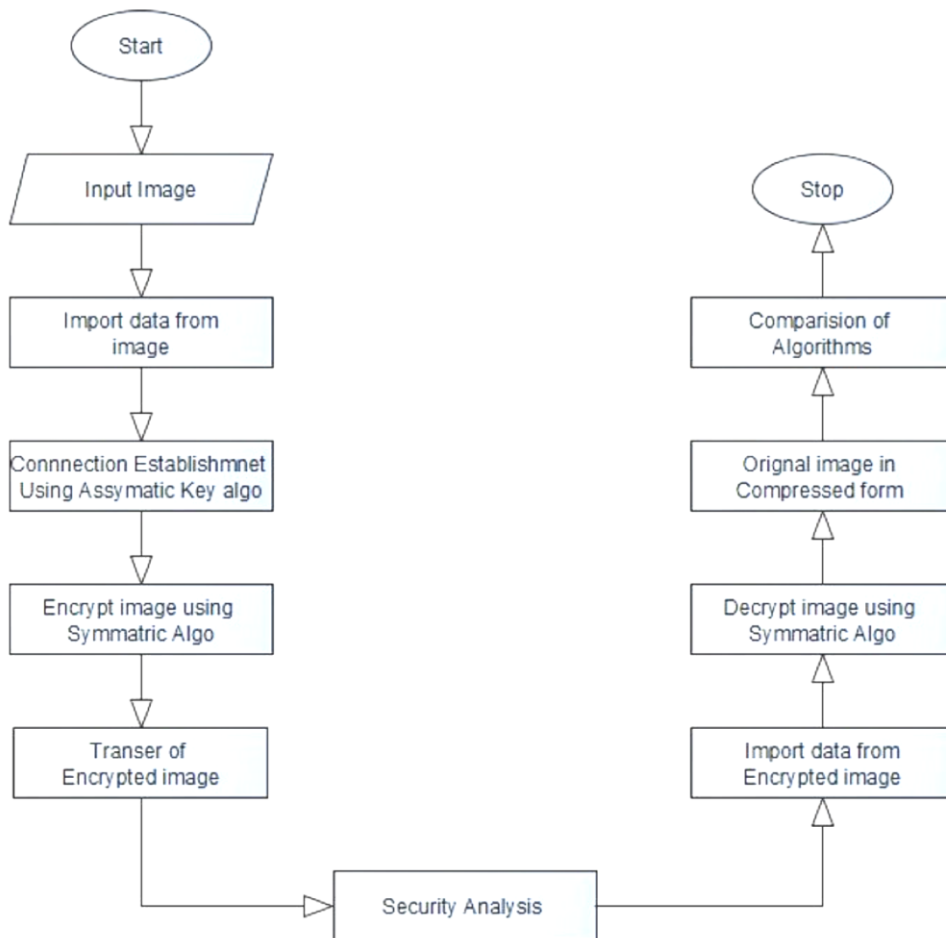 Start
Input Image
Import data from
image
Connnection Establishmnet
Using Assymatic Key algo
Encrypt image using
Symmatric Algo
Transer of
Encrypted image
Security Analysis
Import data from
Encrypted image
Decrypt image using
Symmatric Algo
Orignal image in
Compressed form
Comparision of
Algorithms
Stop